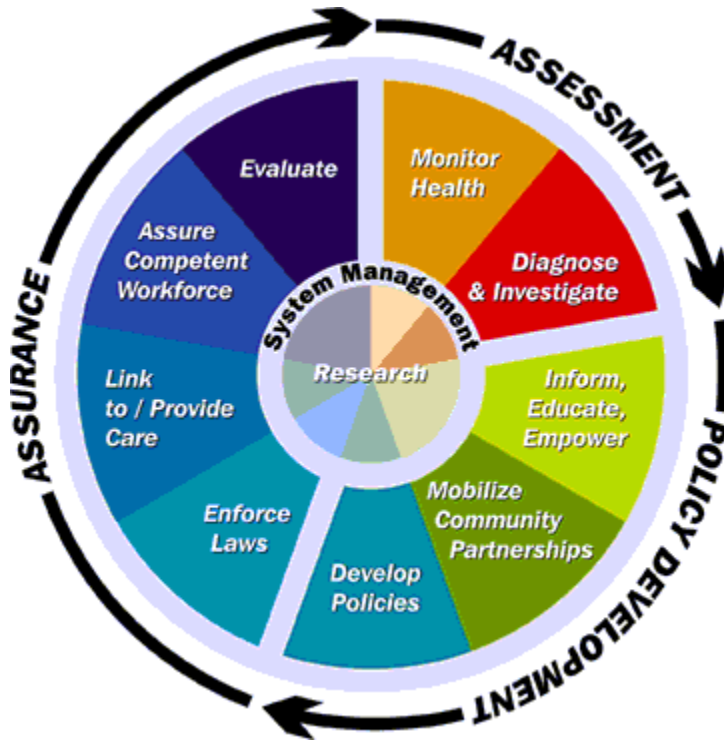 ASSESSMENT
Monitor
Health
Diagnose
& Investigate
POLICY DEVELOPMENT
Inform,
Educate,
Empower
Mobilize
Community
Partnerships
Develop
Policies
ASSURANCE
Enforce
Laws
Link
to / Provide
Care
Assure
Competent
Workforce
Evaluate
System Management
Research